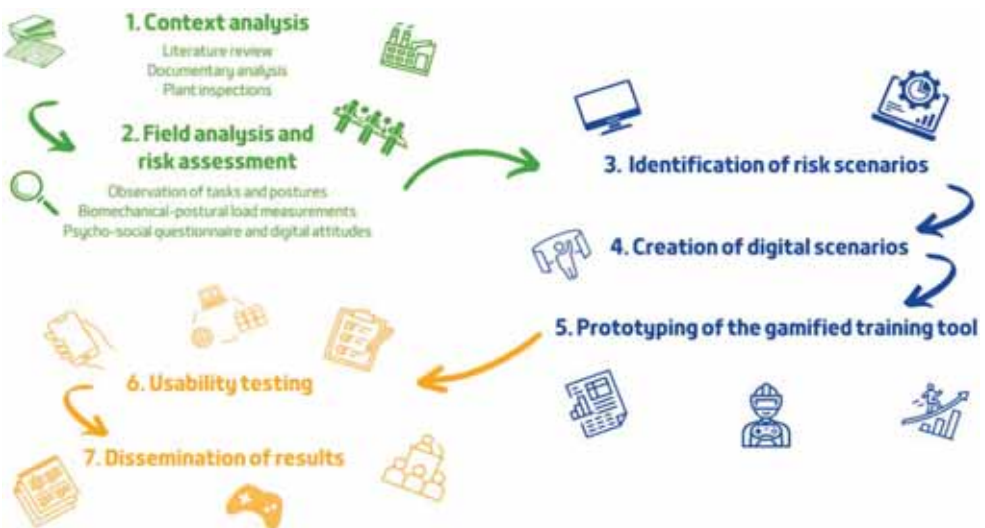 1. Context analysis
Literature review
Documentary analysis
Plant inspections
2. Field analysis and
risk assessment
Observation of tasks and postures
Biomechanical-postural load measurements
Psycho-social questionnaire and digital attitudes
3. Identification of risk scenarios
4. Creation of digital scenarios
5. Prototyping of the gamified training tool
6. Usability testing
7. Dissemination of results